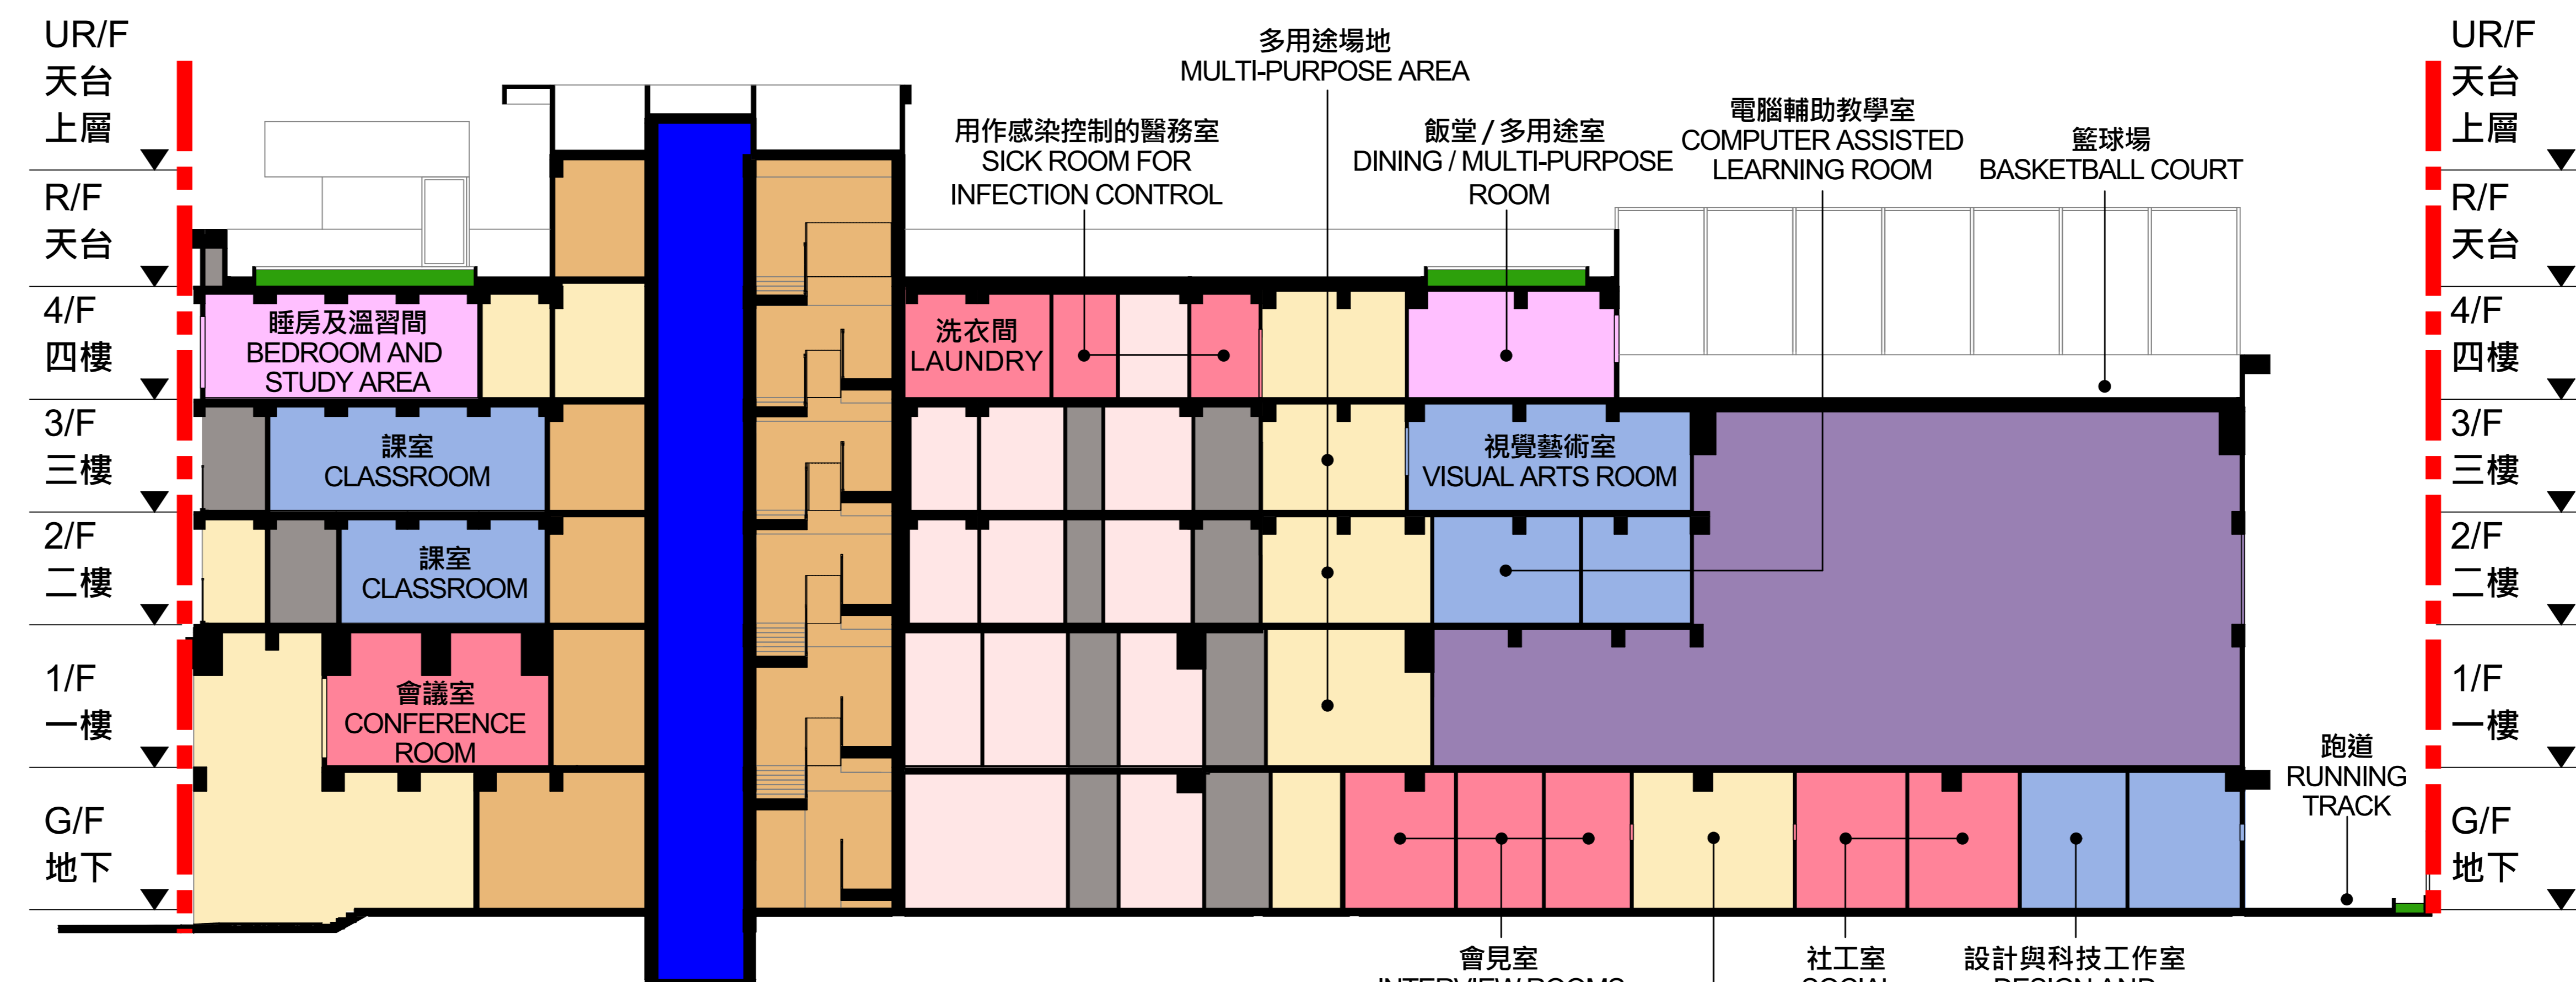 UR/F
天台
上層
R/F
天台
4/F
四樓
3/F
三樓
2/F
二樓
1/F
一樓
G/F
地下
多用途場地
MULTI-PURPOSE AREA
用作感染控制的醫務室
SICK ROOM FOR
INFECTION CONTROL
飯堂 / 多用途室
DINING / MULTI-PURPOSE
ROOM
電腦輔助教學室
COMPUTER ASSISTED
LEARNING ROOM
籃球場
BASKETBALL COURT
睡房及溫習間
BEDROOM AND
STUDY AREA
洗衣間
LAUNDRY
課室
CLASSROOM
視覺藝術室
VISUAL ARTS ROOM
課室
CLASSROOM
會議室
CONFERENCE
ROOM
跑道
RUNNING
TRACK
會見室
INTERVIEW ROOMS
社工室
SOCIAL
設計與科技工作室
DESIGN AND
UR/F
天台
上層
R/F
天台
4/F
四樓
3/F
三樓
2/F
二樓
1/F
一樓
G/F
地下